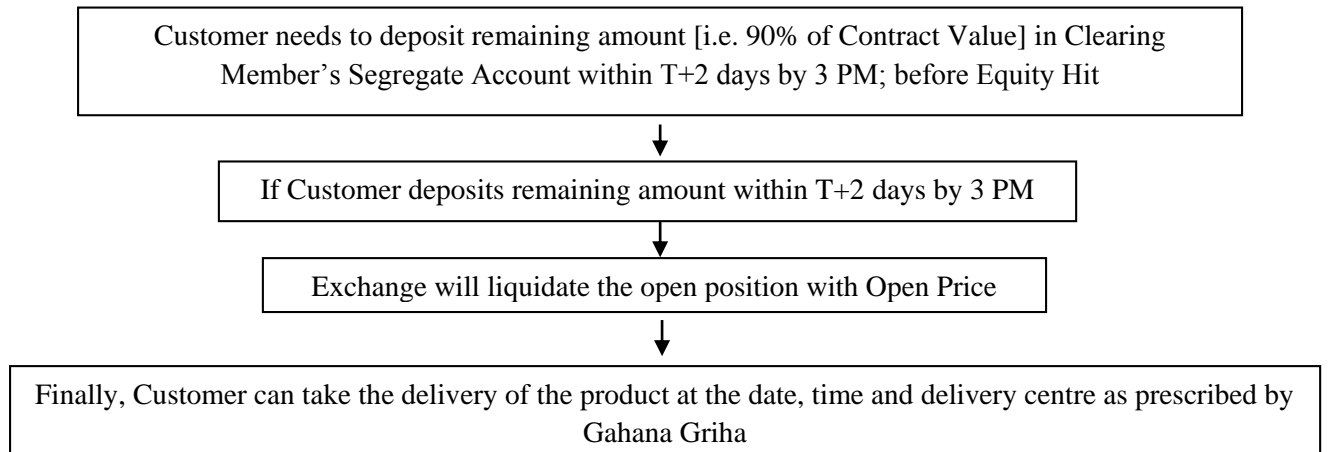 Customer needs to deposit remaining amount [i.e. 90% of Contract Value] in Clearing
Member’s Segregate Account within T+2 days by 3 PM; before Equity Hit
If Customer deposits remaining amount within T+2 days by 3 PM
Exchange will liquidate the open position with Open Price
Finally, Customer can take the delivery of the product at the date, time and delivery centre as prescribed by
Gahana Griha